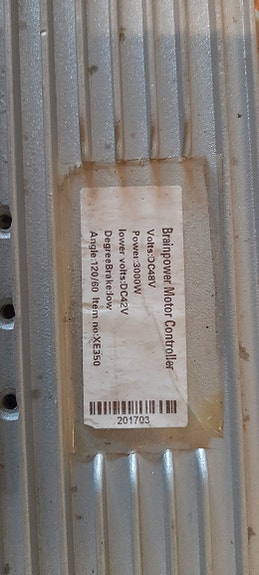 Brainpower Motor Controller
Volts:DC48V
Power:3000W
lower volts:DC42V
DegreeBrake:low
Angle:120/60 Item no:XE350
201703